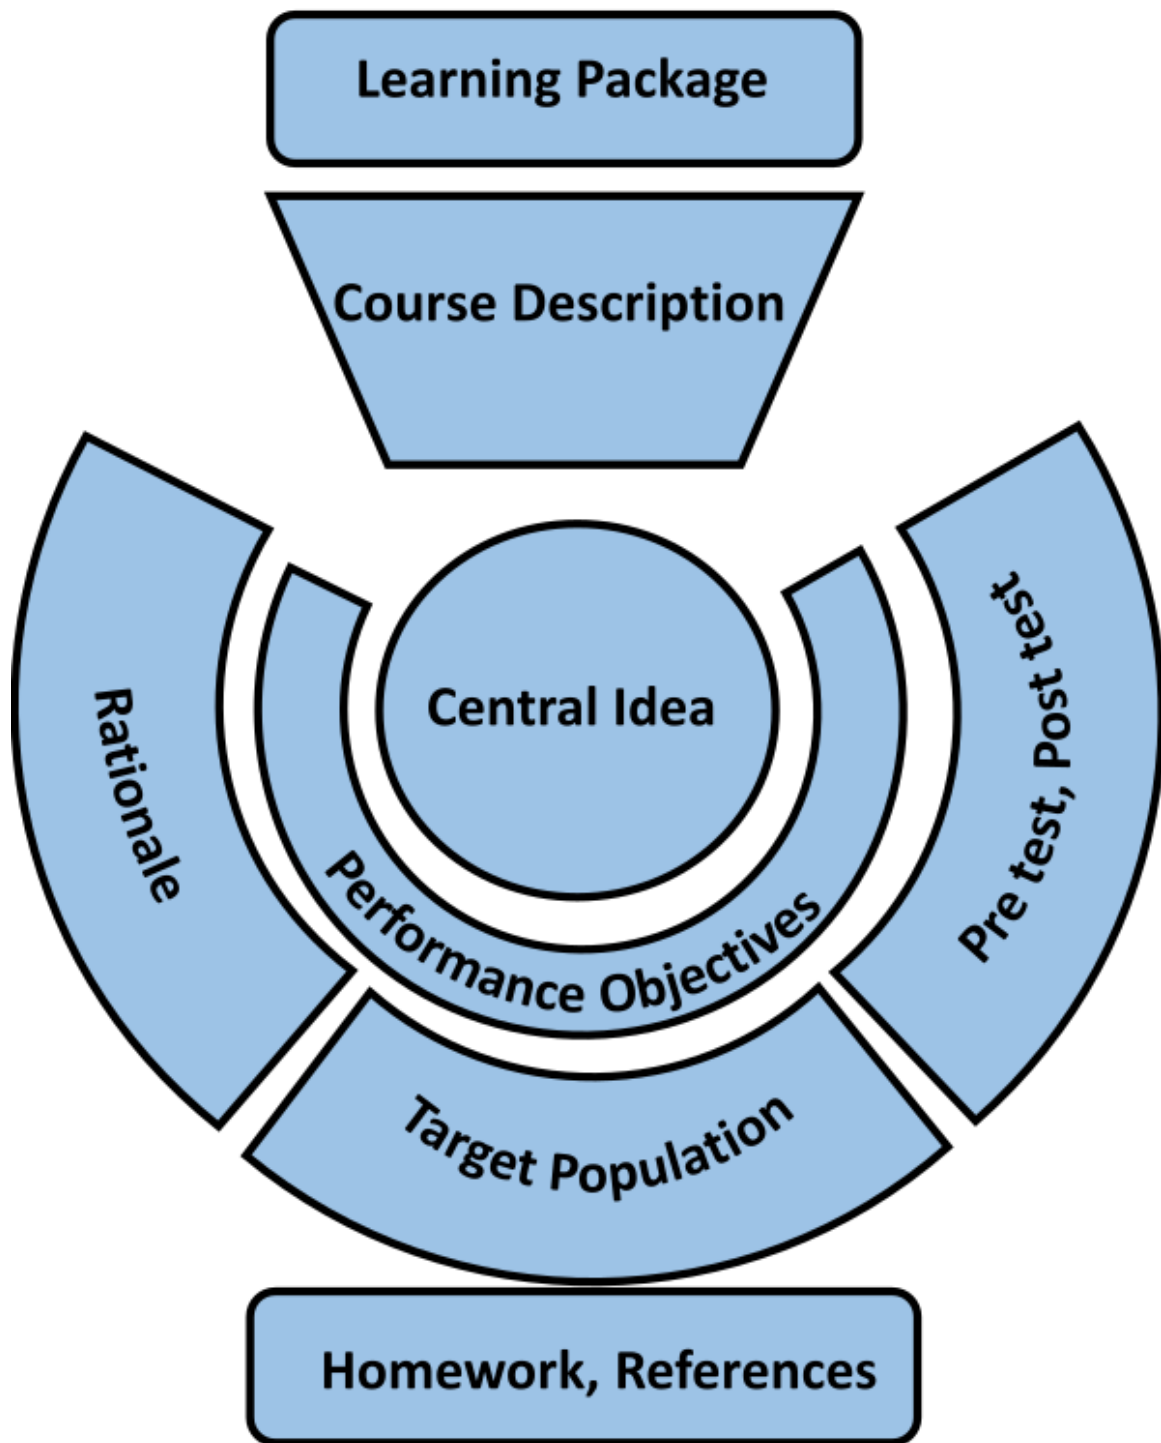 Learning Package
Course Description
Central Idea
Rationale
Performance Objectives
Pre test, Post test
Target Population
Homework, References